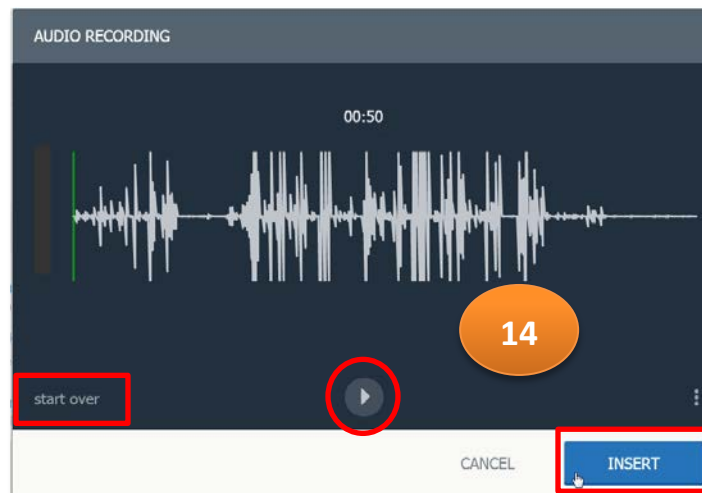 AUDIO RECORDING
00:50
14
start over
CANCEL
INSERT